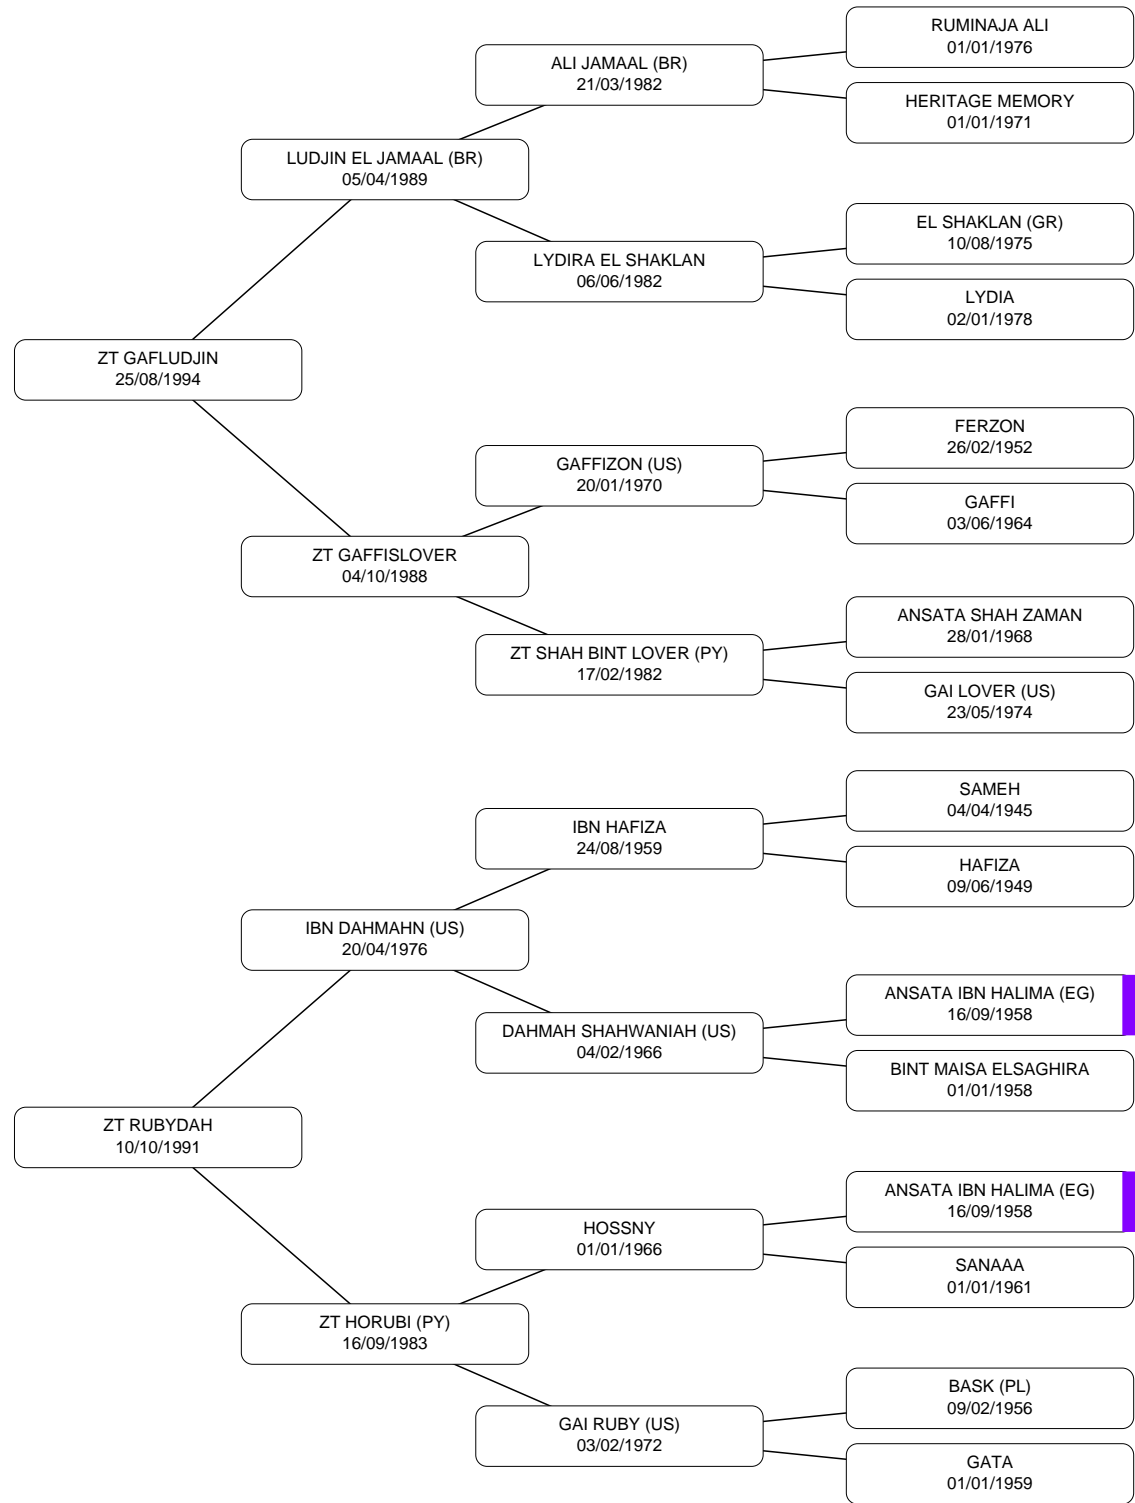 RUMINAJA ALI
01/01/1976
ALI JAMAAL (BR)
21/03/1982
HERITAGE MEMORY
01/01/1971
LUDJIN EL JAMAAL (BR)
05/04/1989
EL SHAKLAN (GR)
10/08/1975
LYDIRA EL SHAKLAN
06/06/1982
LYDIA
02/01/1978
ZT GAFLUDJIN
25/08/1994
FERZON
26/02/1952
GAFFIZON (US)
20/01/1970
GAFFI
03/06/1964
ZT GAFFISLOVER
04/10/1988
ANSATA SHAH ZAMAN
28/01/1968
ZT SHAH BINT LOVER (PY)
17/02/1982
GAI LOVER (US)
23/05/1974
SAMEH
04/04/1945
IBN HAFIZA
24/08/1959
HAFIZA
09/06/1949
IBN DAHMAHN (US)
20/04/1976
ANSATA IBN HALIMA (EG)
16/09/1958
DAHMAH SHAHWANIAH (US)
04/02/1966
BINT MAISA ELSAGHIRA
01/01/1958
ZT RUBYDAH
10/10/1991
ANSATA IBN HALIMA (EG)
16/09/1958
HOSSNY
01/01/1966
SANAAA
01/01/1961
ZT HORUBI (PY)
16/09/1983
BASK (PL)
09/02/1956
GAI RUBY (US)
03/02/1972
GATA
01/01/1959